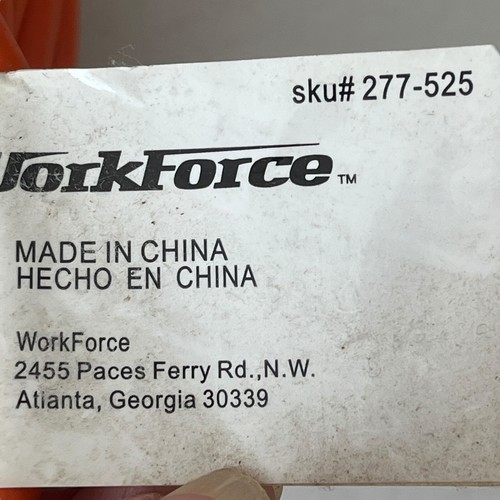 sku# 277-525
WorkForce™
MADE IN CHINA
HECHO EN CHINA
WorkForce
2455 Paces Ferry Rd.,N.W.
Atlanta, Georgia 30339